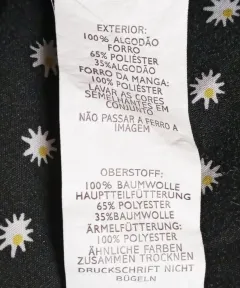 EXTERIOR:
100% ALGODÃO
FORRO
65% POLIESTER
35%ALGODÃO
FORRO DA MANGA:
100% POLIESTER
LAVAR AS CORES
SEMELHANTES EM
CONJUNTO
NÃO PASSAR A FERRO A
IMAGEM
OBERSTOFF:
100% BAUMWOLLE
HAUPTTEILFÜTTERUNG
65% POLYESTER
35%BAUMWOLLE
ÄRMELFÜTTERUNG:
100% POLYESTER
ÄHNLICHE FARBEN
ZUSAMMEN TROCKNEN
DRUCKSCHRIFT NICHT
BÜGELN